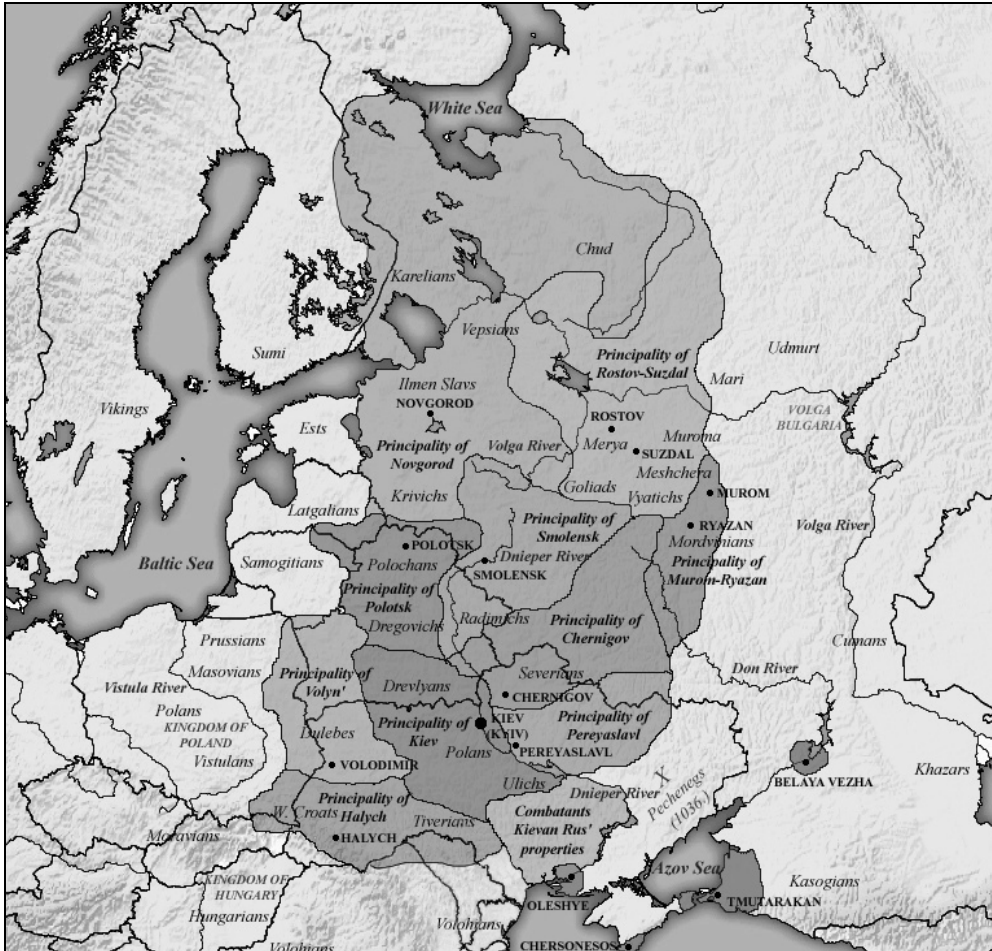 White Sea
Chud
Karelians
Vepsians
Sumi
Udmurt
Principality of
Rostov-Suzdal
Mari
Ilmen Slavs
NOVGOROD
Vikings
VOLGA
BULGARIA
ROSTOV
Ests
Principality of
Novgorod
Volga River
Merya
Muroma
SUZDAL
Meshchera
Goliads
Vyatichs
MUROM
Krivichs
Latgalians
Principality of
Smolensk
RYAZAN
Volga River
Mordvinians
POLOTSK
Dnieper River
Baltic Sea
Samogitians
Polochans
SMOLENSK
Principality of
Murom-Ryazan
Principality of
Polotsk
Dregovichs
Radimichs
Principality of
Chernigov
Prussians
Cumans
Masovians
Principality of
Volyn'
Severians
Don River
Vistula River
Drevlyans
CHERNIGOV
Polans
KINGDOM OF
POLAND
Vistulans
Dulebes
Principality of
Kiev
KIEV
(KYIV)
Principality of
Pereyaslavl
Polans
PEREYASLAVL
VOLODIMIR
Ulichs
X
Pechenegs
(1036.)
BELAYA VEZHA
Khazars
Dnieper River
W. Croats
Principality of
Halych
Tiverians
Combatants
Kievan Rus'
properties
Moravians
HALYCH
Azov Sea
KINGDOM OF
HUNGARY
Hungarians
Kasogians
OLESHYE
TMUTARAKAN
Volohians
Volohians
CHERSONESOS